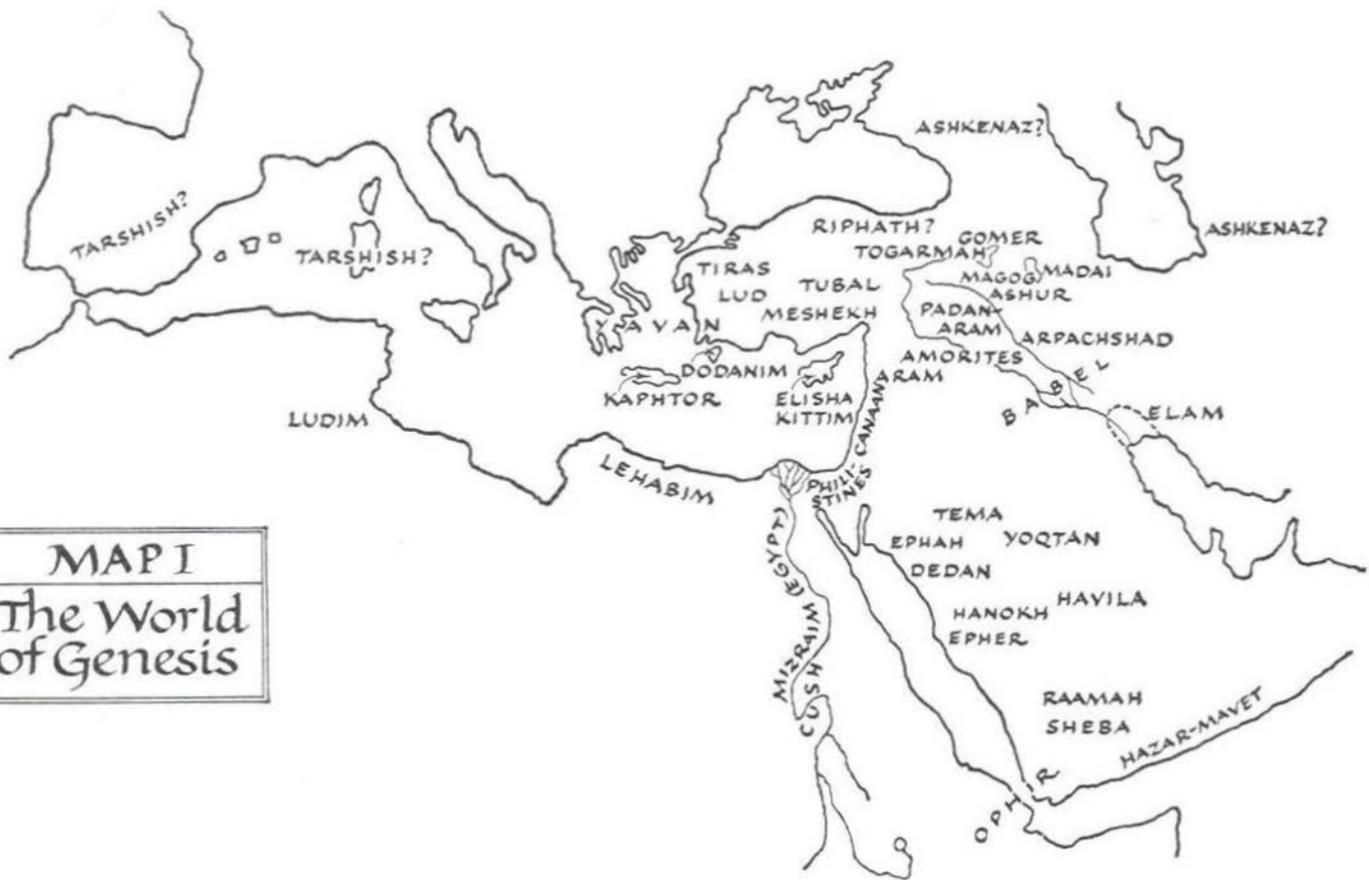 ASHKENAZ?
TARSHISH?
TARSHISH?
RIPHATH?
GOMER
ASHKENAZ?
TOGARMAH
TIRAS
MAGOG
MADAI
LUD
TUBAL
ASHUR
MESHEKH
PADAN-
ARAM
YAVAN
ARPACHSHAD
AMORITES
DODANIM
ARAM
KAPHTOR
ELISHA
KITTIM
CANAAN
BABEL
ELAM
LUDIM
LEHABIM
PHILI-
STINES
MIZRAIM (EGYPT)
TEMA
EPHAH
YOQTAN
DEDAN
HANOKH
HAVILA
EPHER
CUSH
RAAMAH
SHEBA
HAZAR-MAVET
OPHIR
MAP I
The World
of Genesis